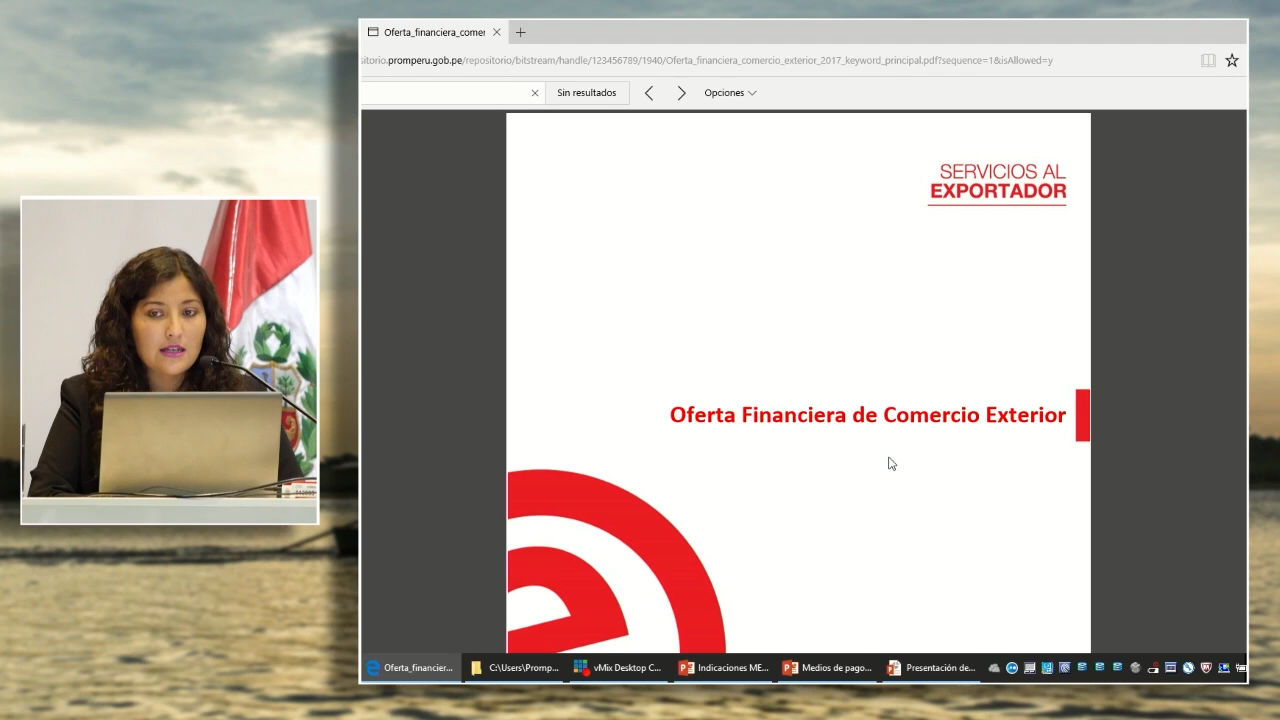 Oferta_financiera_comer
itorio.promperu.gob.pe/repositorio/bitstream/handle/123456789/1940/Oferta_financiera_comercio_exterior_2017_keyword_principal.pdf?sequence=1&isAllowed=y
Sin resultados
Opciones
SERVICIOS AL
EXPORTADOR
Oferta Financiera de Comercio Exterior
Oferta_financier...
C:\Users\Promp...
vMix Desktop C...
Indicaciones ME...
Medios de pago...
Presentación de...